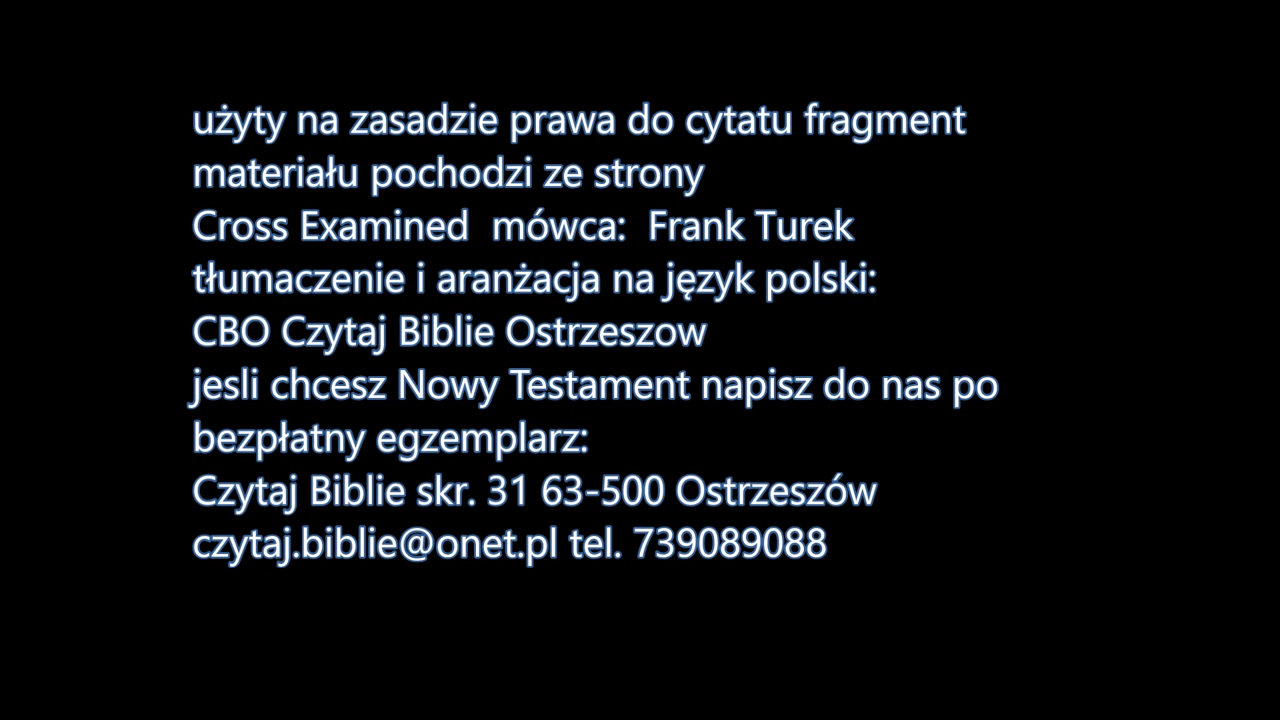 użyty na zasadzie prawa do cytatu fragment
materiału pochodzi ze strony
Cross Examined  mówca:  Frank Turek
tłumaczenie i aranżacja na język polski:
CBO Czytaj Biblie Ostrzeszow
jesli chcesz Nowy Testament napisz do nas po
bezpłatny egzemplarz:
Czytaj Biblie skr. 31 63-500 Ostrzeszów
czytaj.biblie@onet.pl tel. 739089088